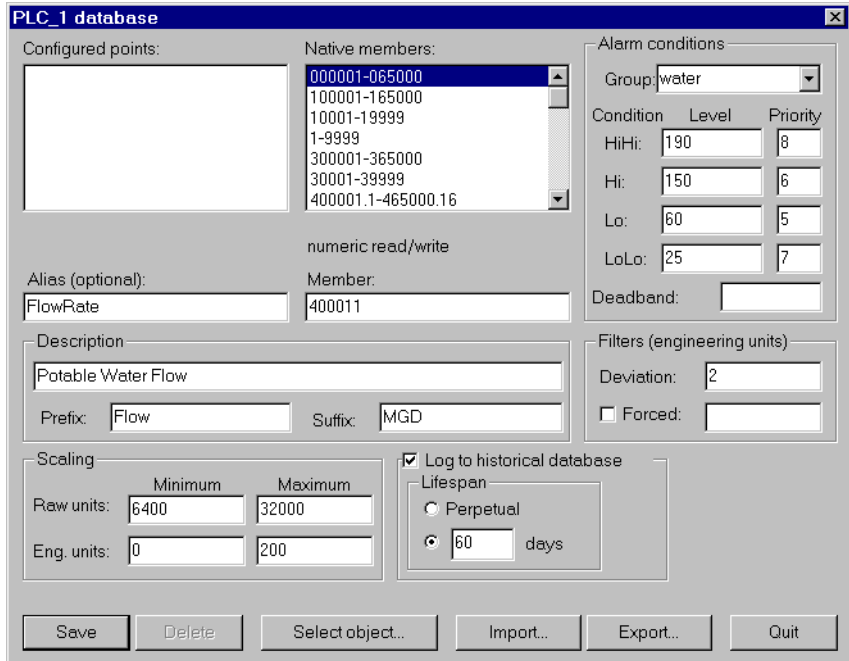 PLC_1 database
Configured points:
Native members:
000001-065000
100001-165000
10001-19999
1-9999
300001-365000
30001-39999
400001.1-465000.16
numeric read/write
Alias (optional):
FlowRate
Member:
400011
Alarm conditions
Group: water
Condition Level Priority
HiHi: 190 8
Hi: 150 6
Lo: 60 5
LoLo: 25 7
Deadband:
Description
Potable Water Flow
Prefix: Flow Suffix: MGD
Filters (engineering units)
Deviation: 2
Forced:
Scaling
Minimum Maximum
Raw units: 6400 32000
Eng. units: 0 200
Log to historical database
Lifespan
Perpetual
60 days
Save Delete Select object... Import... Export... Quit